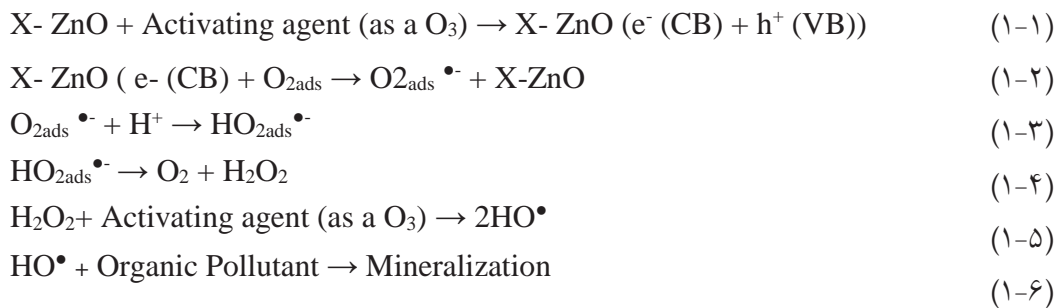 X- ZnO + Activating agent (as a O₃) → X- ZnO (e⁻ (CB) + h⁺ (VB)) (۱-۱)
X- ZnO ( e- (CB) + O₂ads → O2ads ●- + X-ZnO (۱-۲)
O₂ads ●- + H⁺ → HO₂ads●- (۱-۳)
HO₂ads●- → O₂ + H₂O₂ (۱-۴)
H₂O₂+ Activating agent (as a O₃) → 2HO● (۱-۵)
HO● + Organic Pollutant → Mineralization (۱-۶)